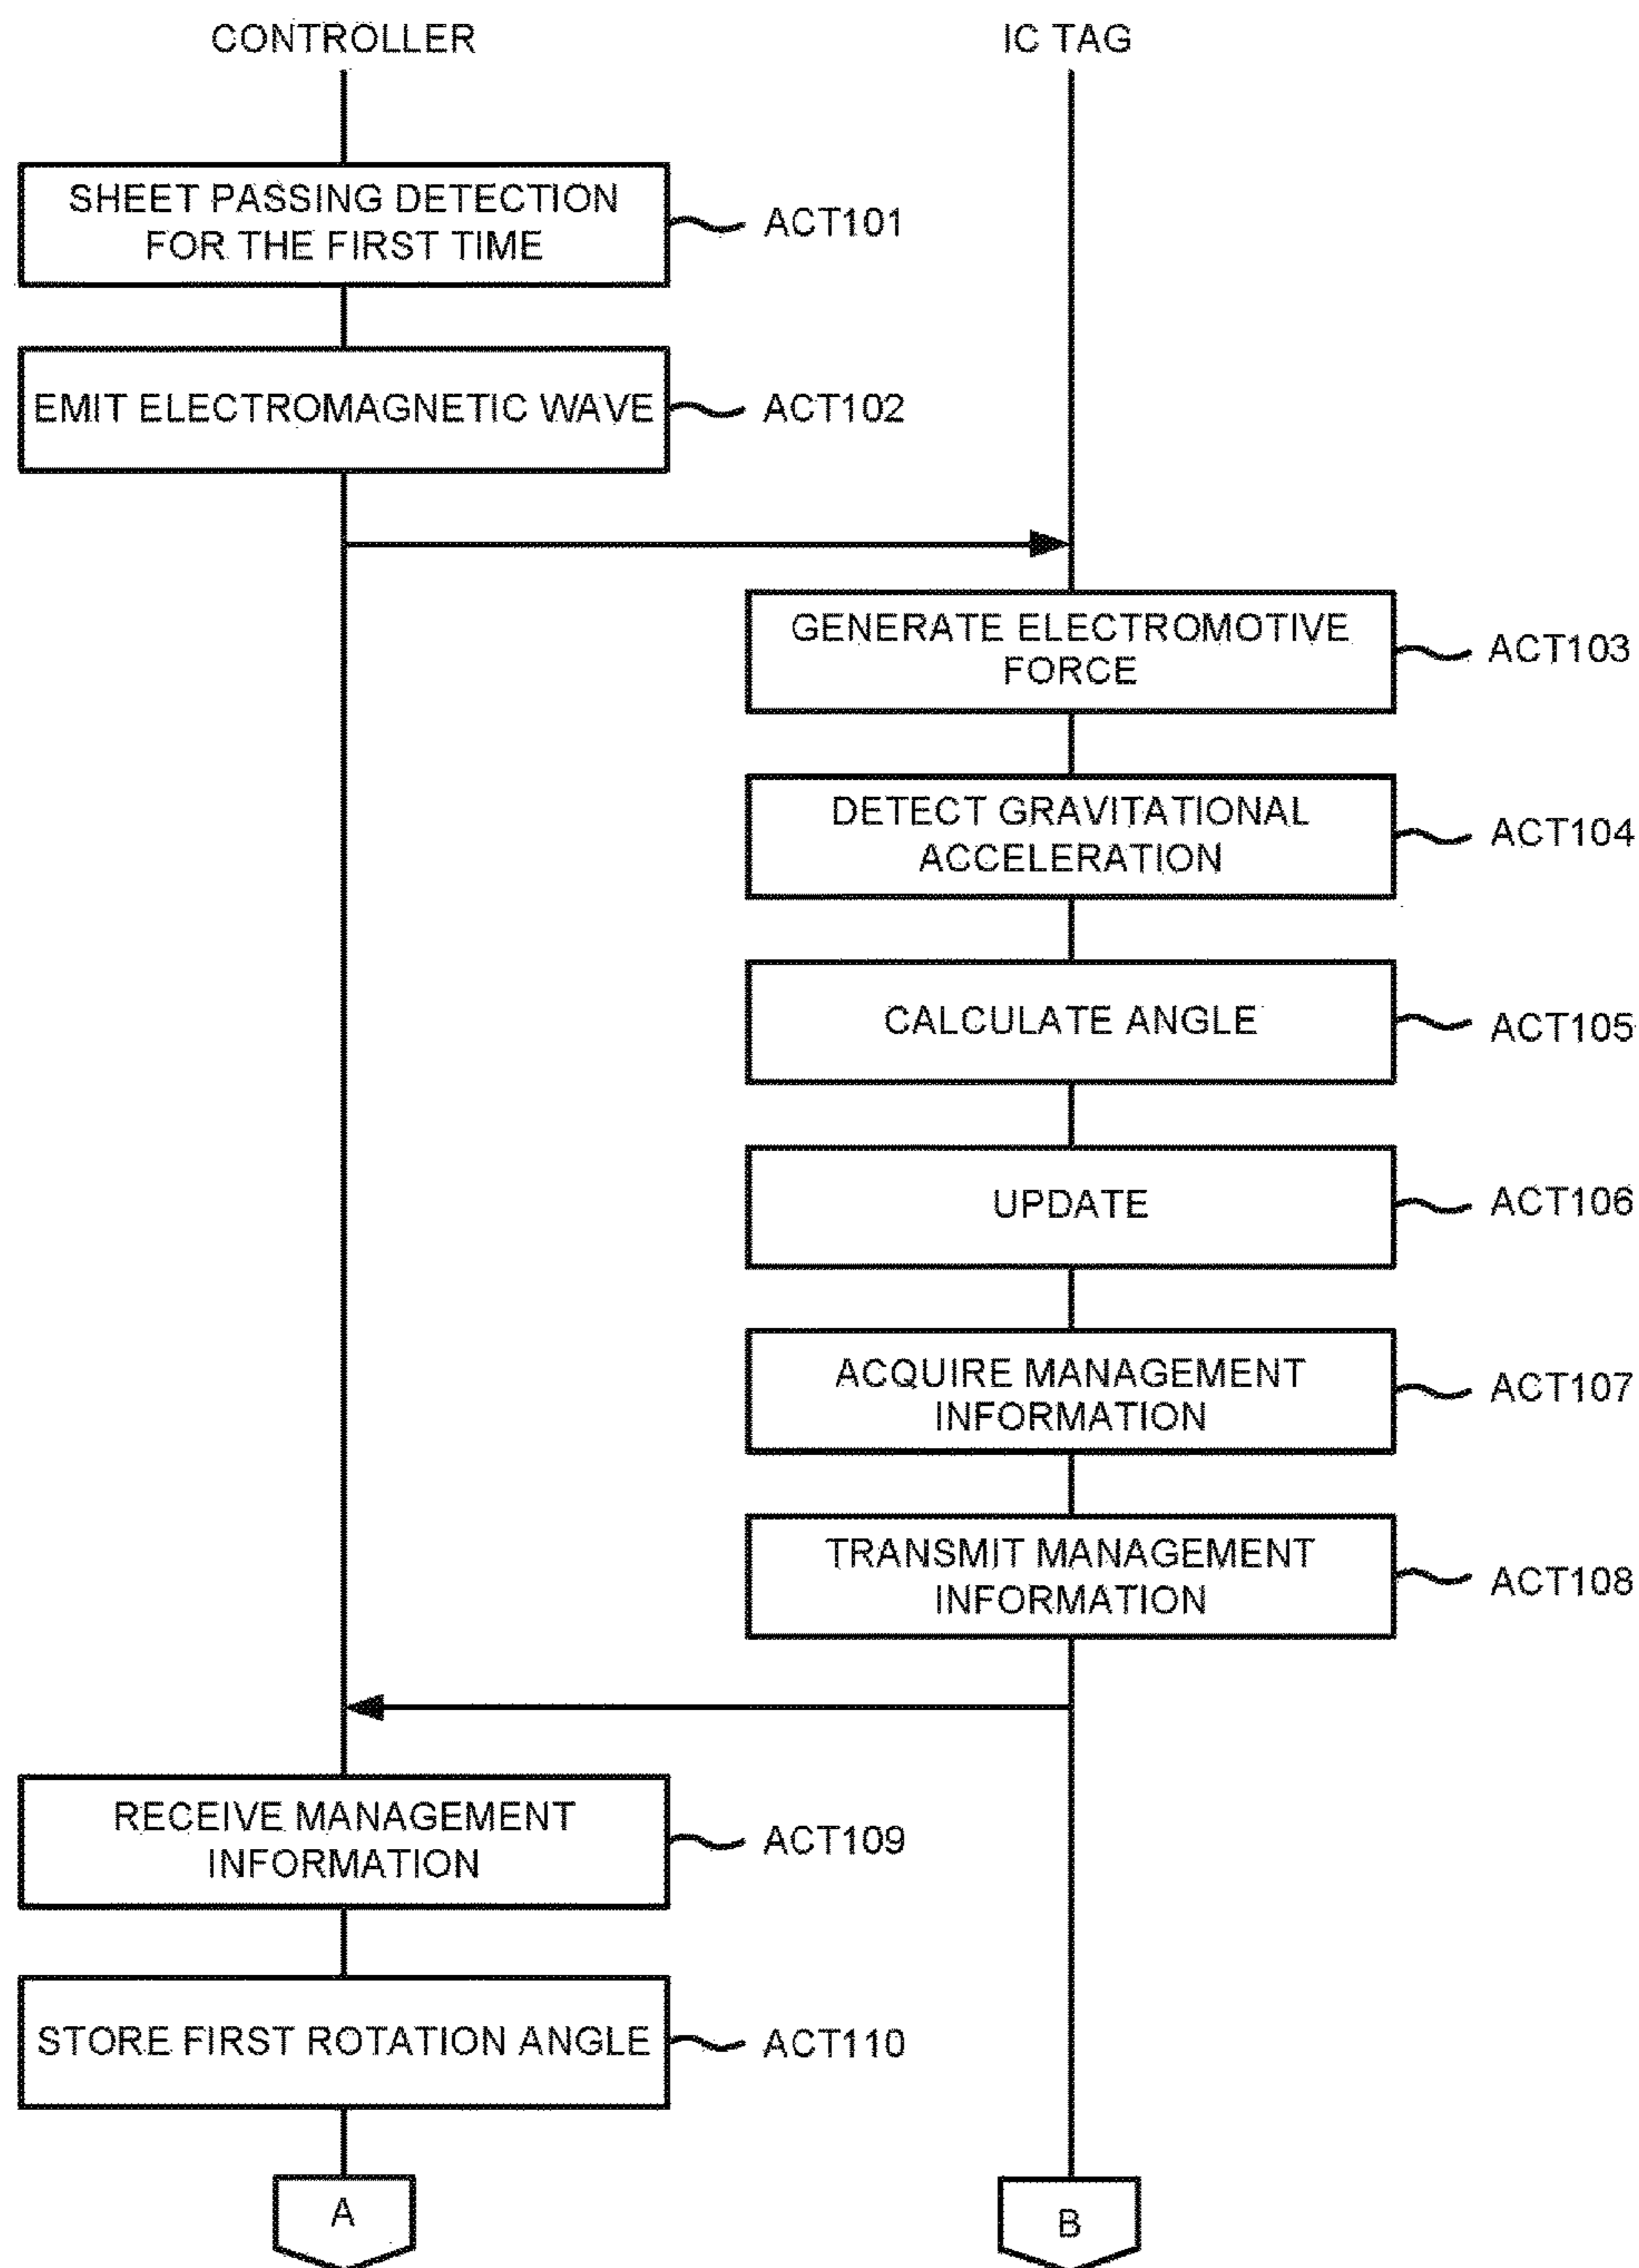 CONTROLLER
IC TAG
SHEET PASSING DETECTION
FOR THE FIRST TIME
ACT101
EMIT ELECTROMAGNETIC WAVE
ACT102
GENERATE ELECTROMOTIVE
FORCE
ACT103
DETECT GRAVITATIONAL
ACCELERATION
ACT104
CALCULATE ANGLE
ACT105
UPDATE
ACT106
ACQUIRE MANAGEMENT
INFORMATION
ACT107
TRANSMIT MANAGEMENT
INFORMATION
ACT108
RECEIVE MANAGEMENT
INFORMATION
ACT109
STORE FIRST ROTATION ANGLE
ACT110
A
B